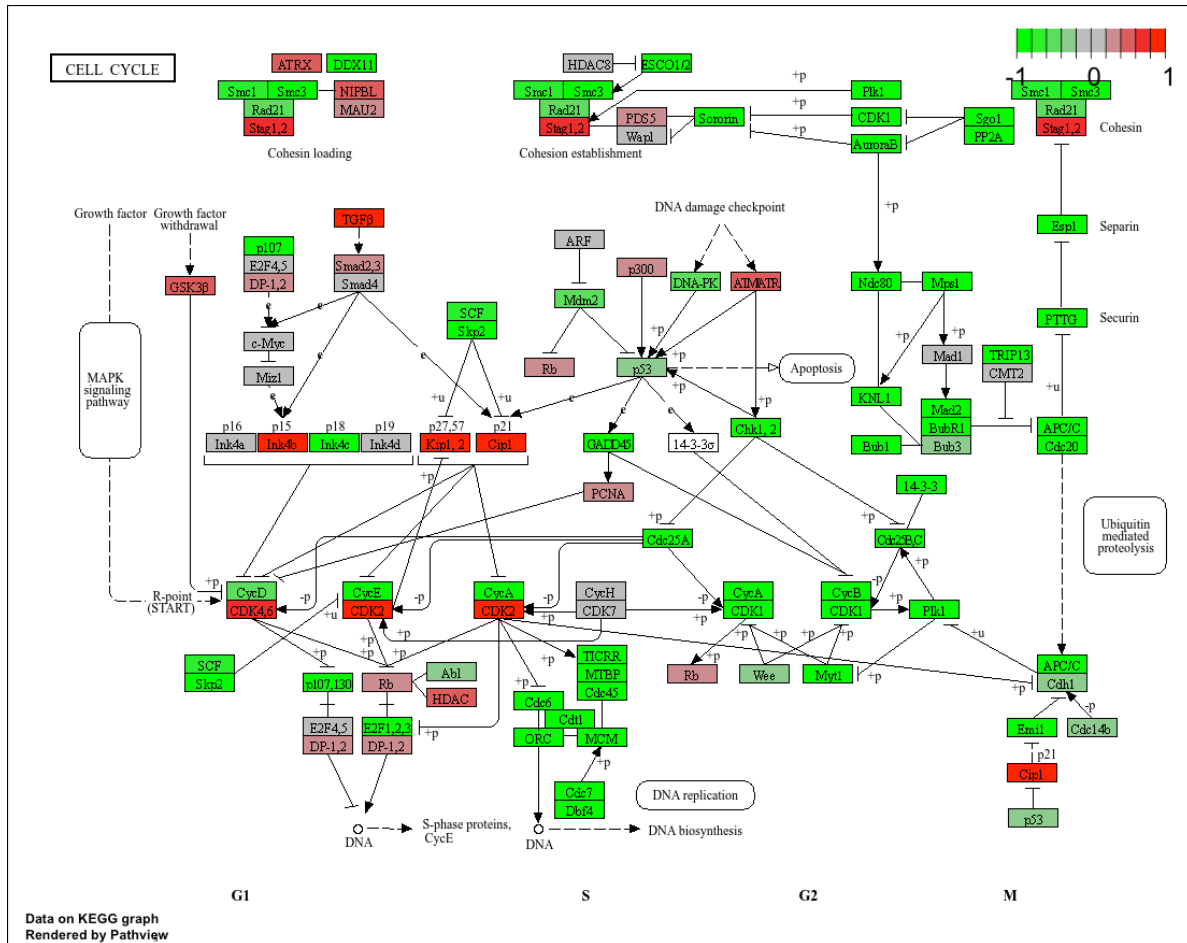 CELL CYCLE
ATRX
DDX11
Smc1
Smc3
NIPBL
Rad21
MAU2
Stag1,2
Cohesin loading
HDAC8
ESCO1/2
Smc1
Smc3
Rad21
Stag1,2
PDS5
Wapl
Sororin
Cohesion establishment
+p
Plk1
+p
CDK1
+p
AuroraB
Sgo1
PP2A
-1
0
1
Smc1
Smc3
Rad21
Stag1,2
Cohesin
Growth factor
Growth factor
withdrawal
TGFβ
DNA damage checkpoint
+p
Esp1
Separin
p107
E2F4,5
DP-1,2
Smad2,3
Smad4
GSK3β
ARF
p300
DNA-PK
ATMATR
Ndc80
Mps1
Mdm2
SCF
Skp2
PTTG
Securin
e
e
c-Myc
Miz1
e
e
e
+p
+p
+p
+p
Mad1
TRIP13
CMT2
MAPK
signaling
pathway
Rb
p53
Apoptosis
+p
+p
KNL1
+u
+u
+u
e
e
e
Mad2
BubR1
Bub3
Bub1
APC/C
Cdc20
p16
p15
p18
p19
p27,57
p21
Ink4a
Ink4b
Ink4c
Ink4d
Kip1, 2
Cip1
GADD45
14-3-3σ
Chk1, 2
+p
PCNA
14-3-3
+p
Cdc25A
Cdc25B,C
Ubiquitin
mediated
proteolysis
R-point
(START)
+p
CycD
CDK4,6
-p
CycE
CDK2
-p
CycA
CDK2
-p
+p
CycH
CDK7
+p
-p
CycA
CDK1
CycB
CDK1
-p
+p
+p
Plk1
+u
+u
SCF
Skp2
+p
+p
+p
+p
+p
p107,130
Rb
Abl
HDAC
TICRR
MTBP
Cdc45
+p
Rb
+p
+p
+p
Wee
Myt1
+p
+p
APC/C
Cdh1
E2F4,5
DP-1,2
E2F1,2,3
DP-1,2
+p
Cdc6
Cdt1
ORC
MCM
+p
Cdc7
Dbf4
Emi1
-p
Cdc14b
p21
Cip1
p53
DNA replication
DNA
S-phase proteins,
CycE
DNA
DNA biosynthesis
G1
S
G2
M
Data on KEGG graph
Rendered by Pathview